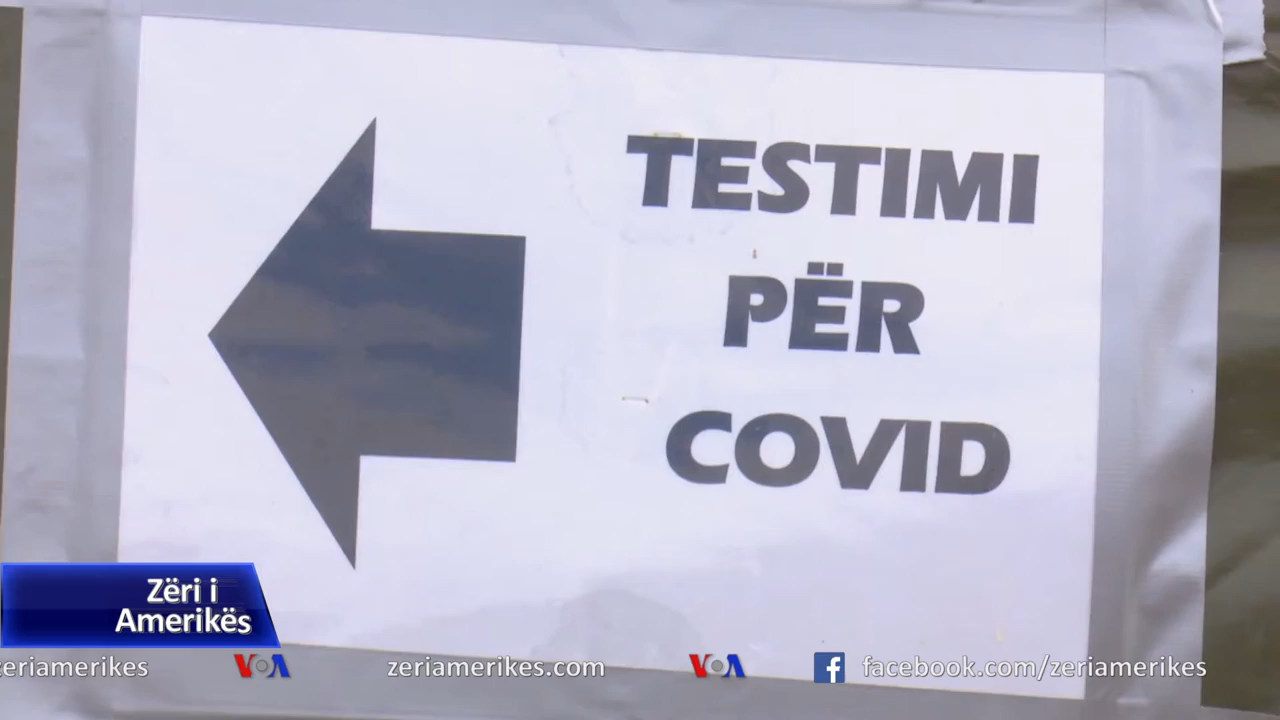 TESTIMI
PËR
COVID
Zëri i
Amerikës
zeriamerikes VOA zeriamerikes.com VOA f facebook.com/zeriamerikes